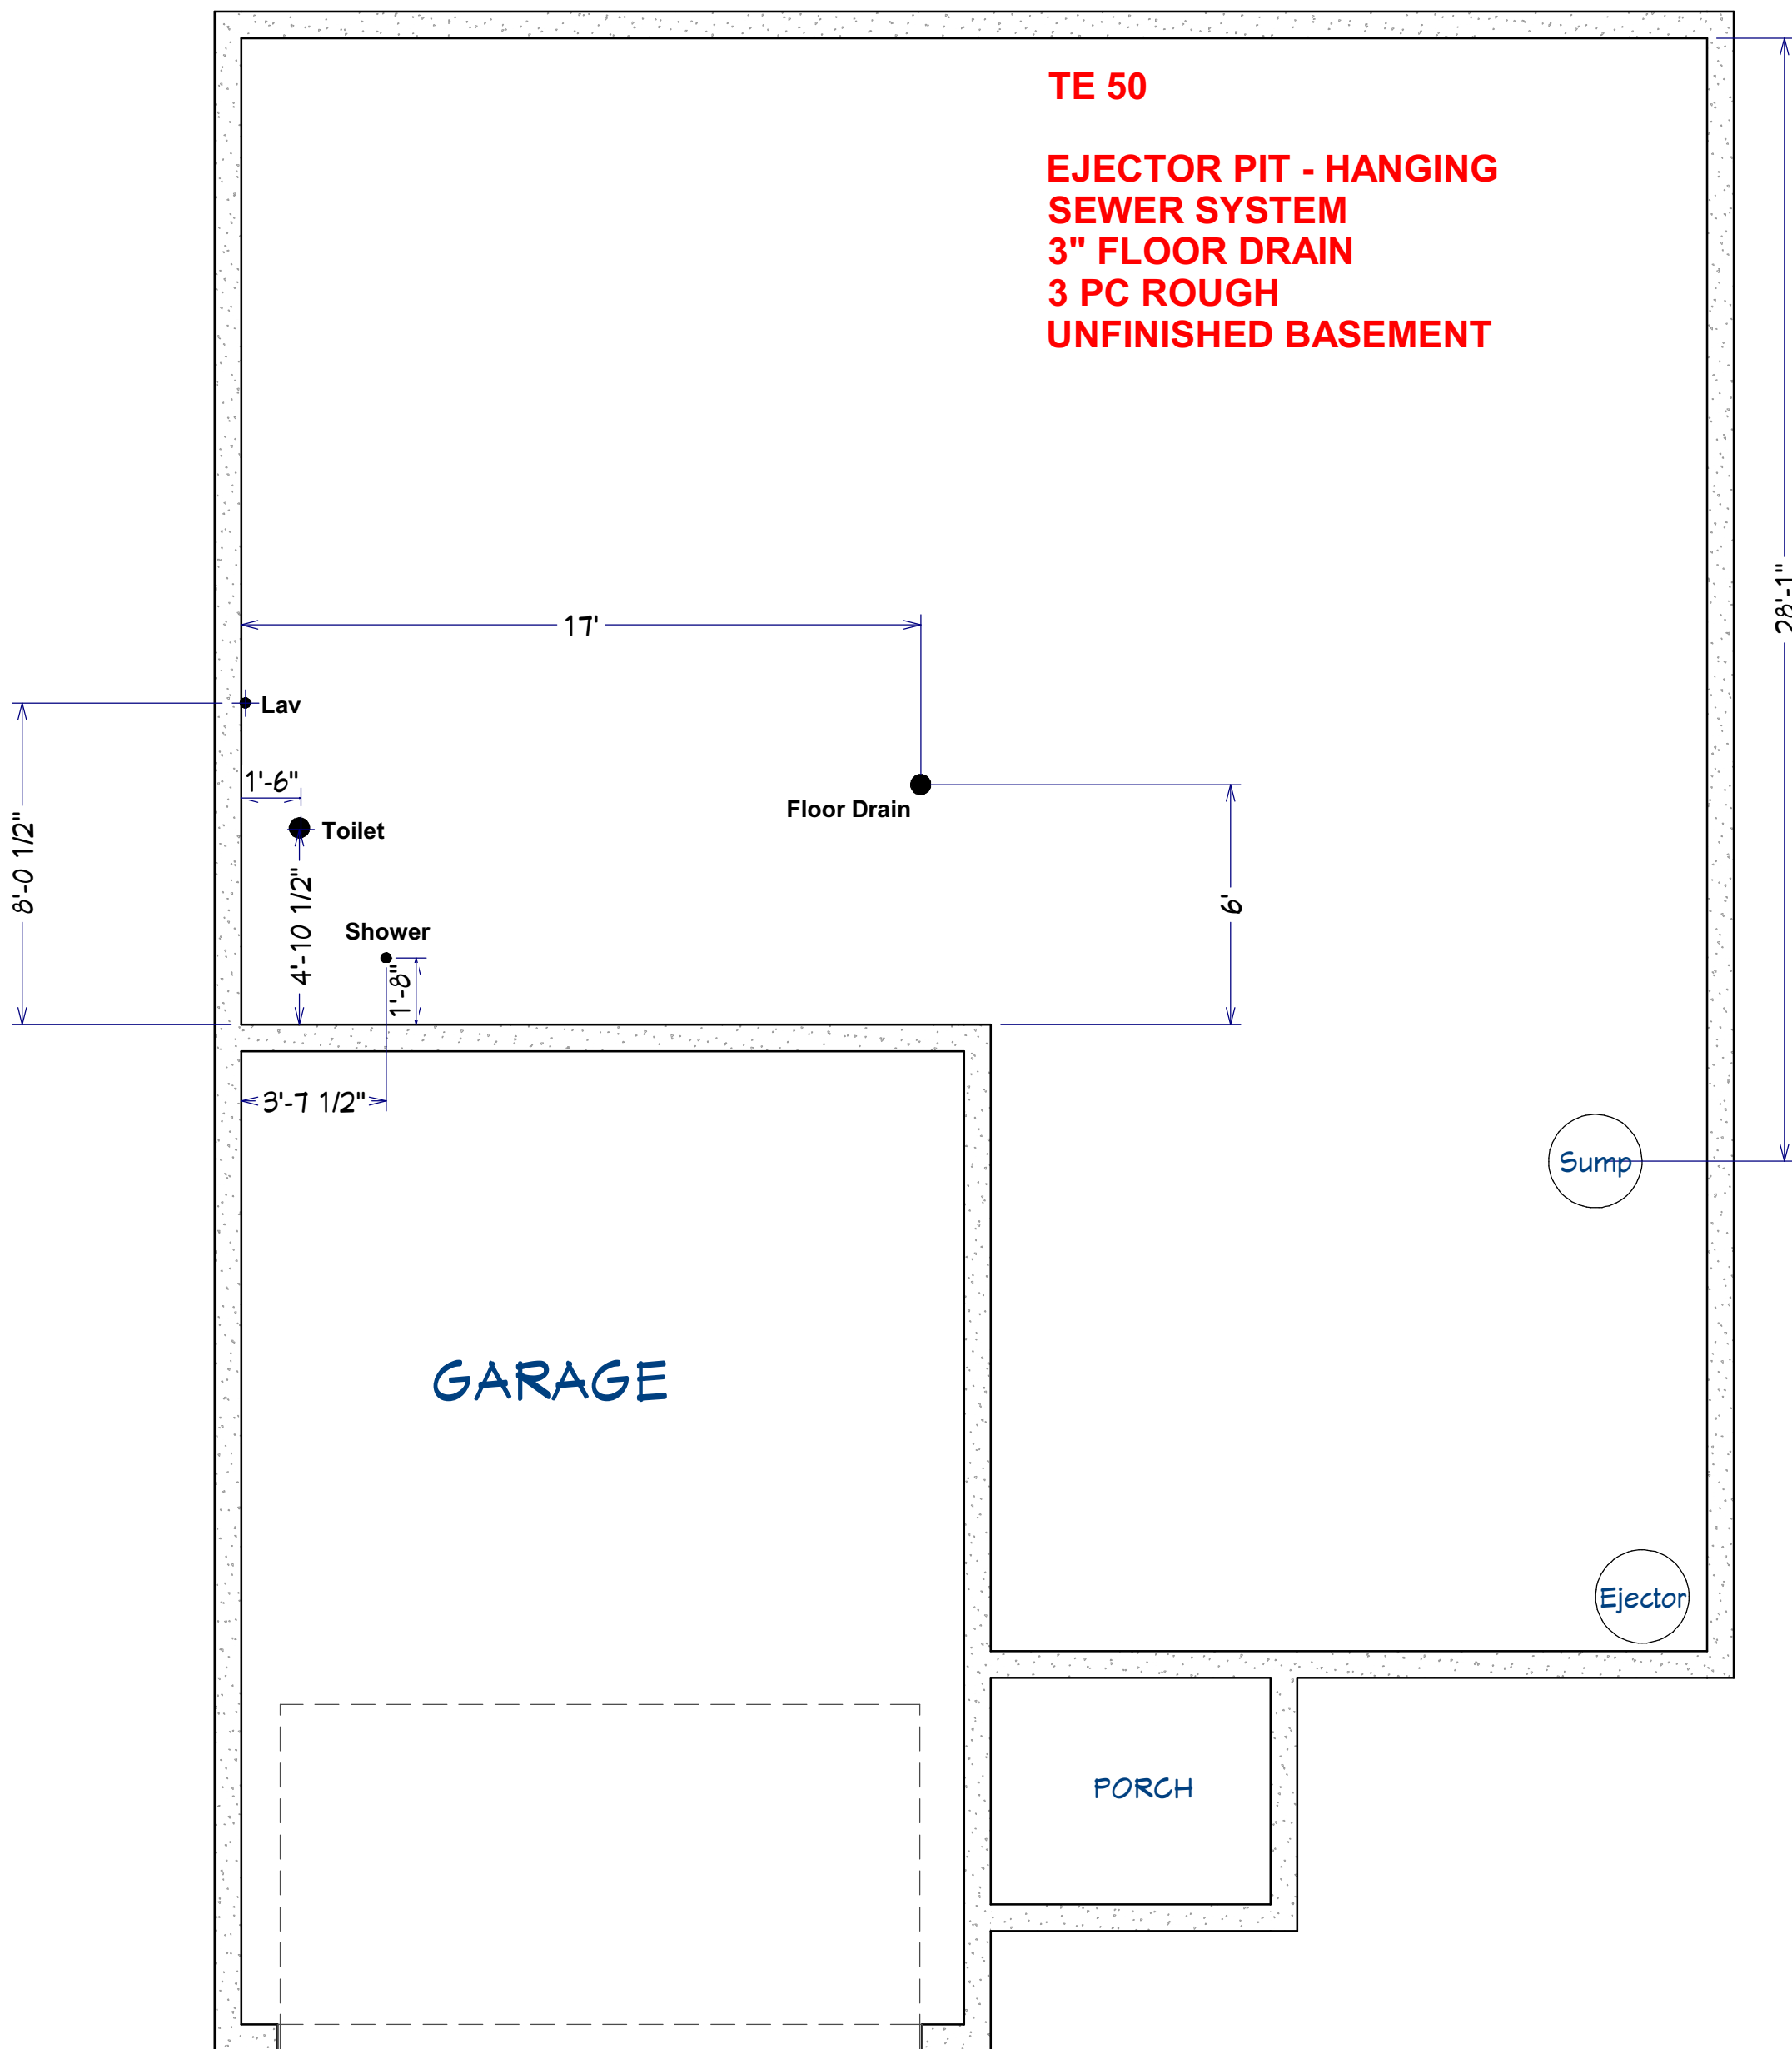 TE 50
EJECTOR PIT - HANGING
SEWER SYSTEM
3" FLOOR DRAIN
3 PC ROUGH
UNFINISHED BASEMENT
28'-1"
17'
Lav
1'-6"
Floor Drain
Toilet
8'-0 1/2"
4'-10 1/2"
6'
Shower
1'-8"
3'-7 1/2"
Sump
GARAGE
Ejector
PORCH